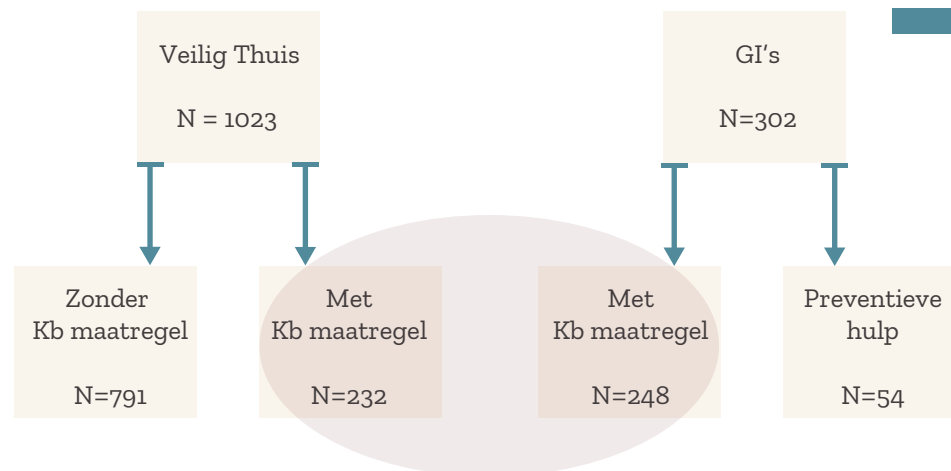 Veilig Thuis
N = 1023
GI's
N=302
Zonder
Kb maatregel
N=791
Met
Kb maatregel
N=232
Met
Kb maatregel
N=248
Preventieve
hulp
N=54